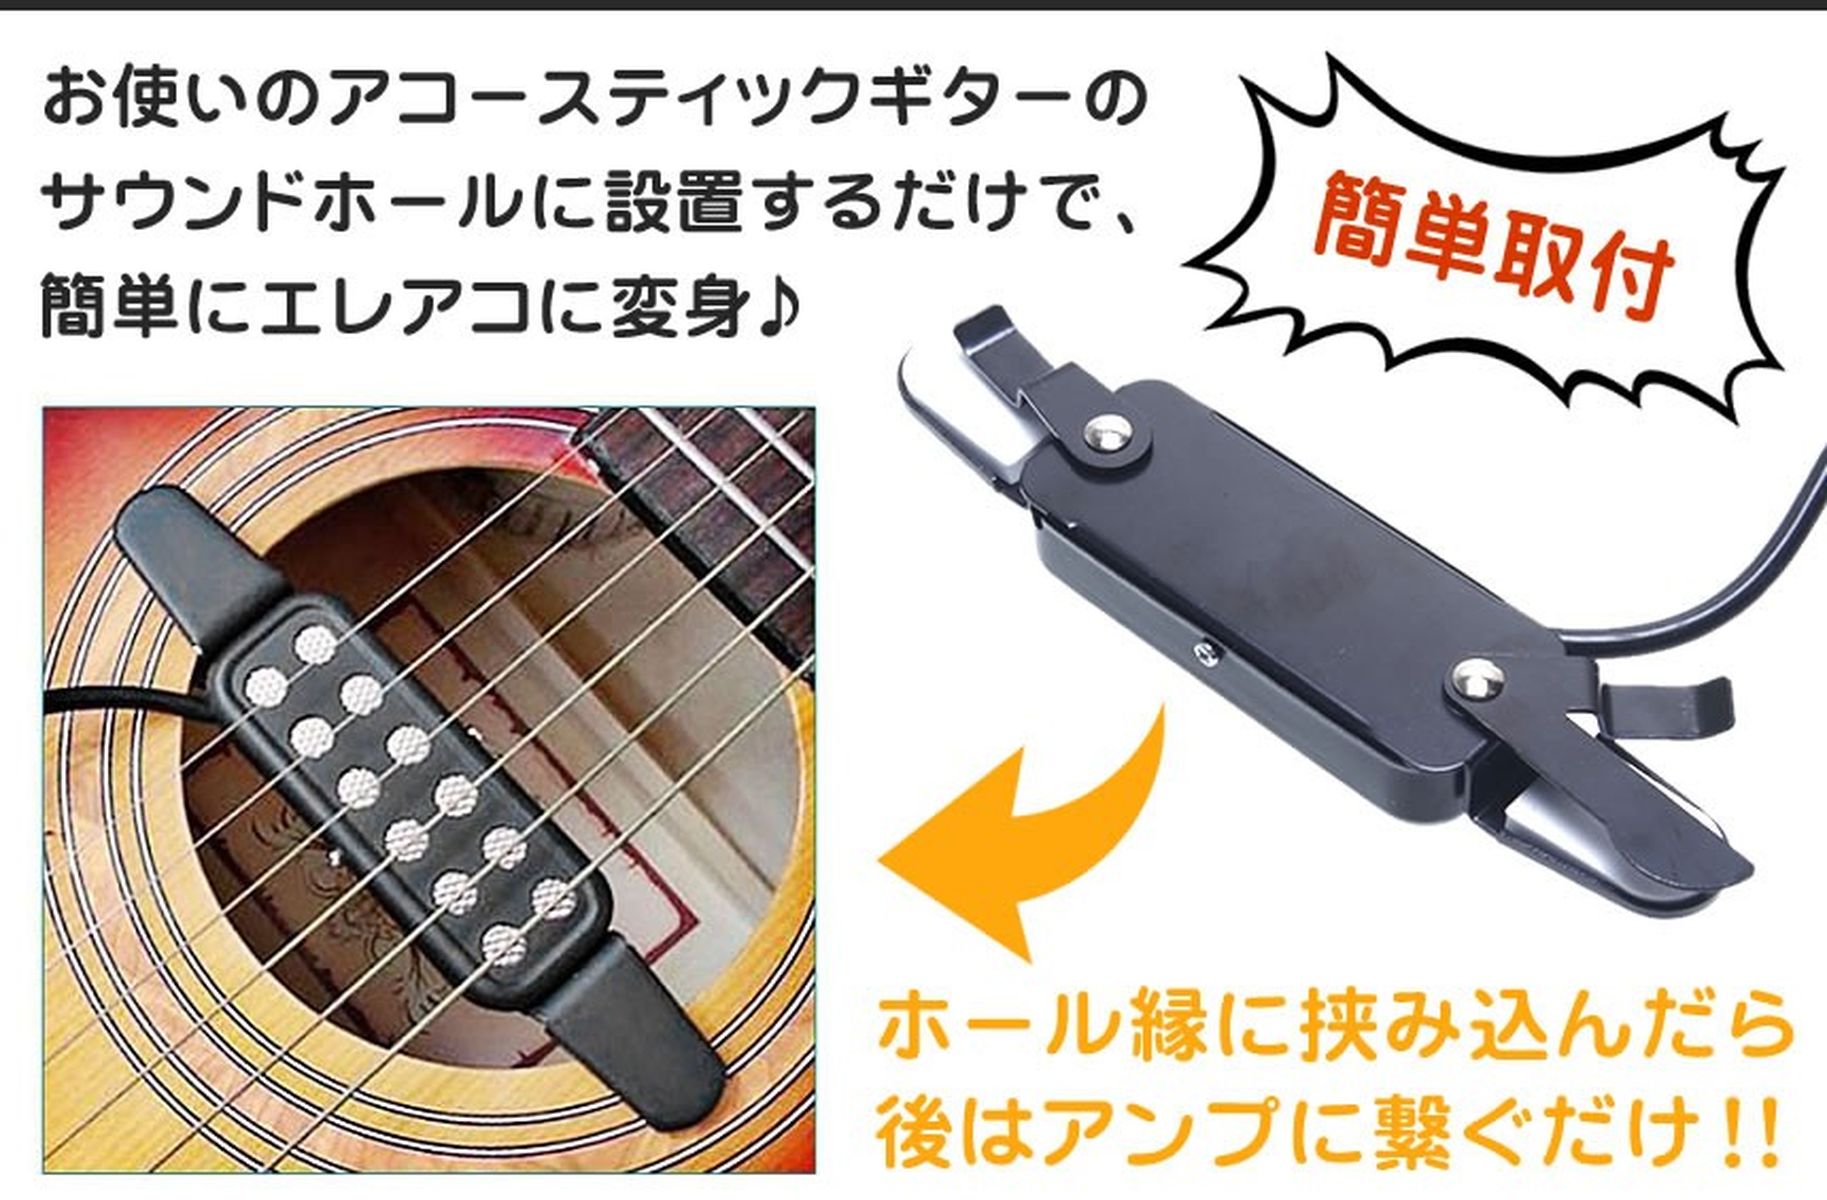 お使いのアコースティックギターの
サウンドホールに設置するだけで、
簡単にエレアコに変身♪
簡単取付
ホール縁に挟み込んだら
後はアンプに繋ぐだけ!!